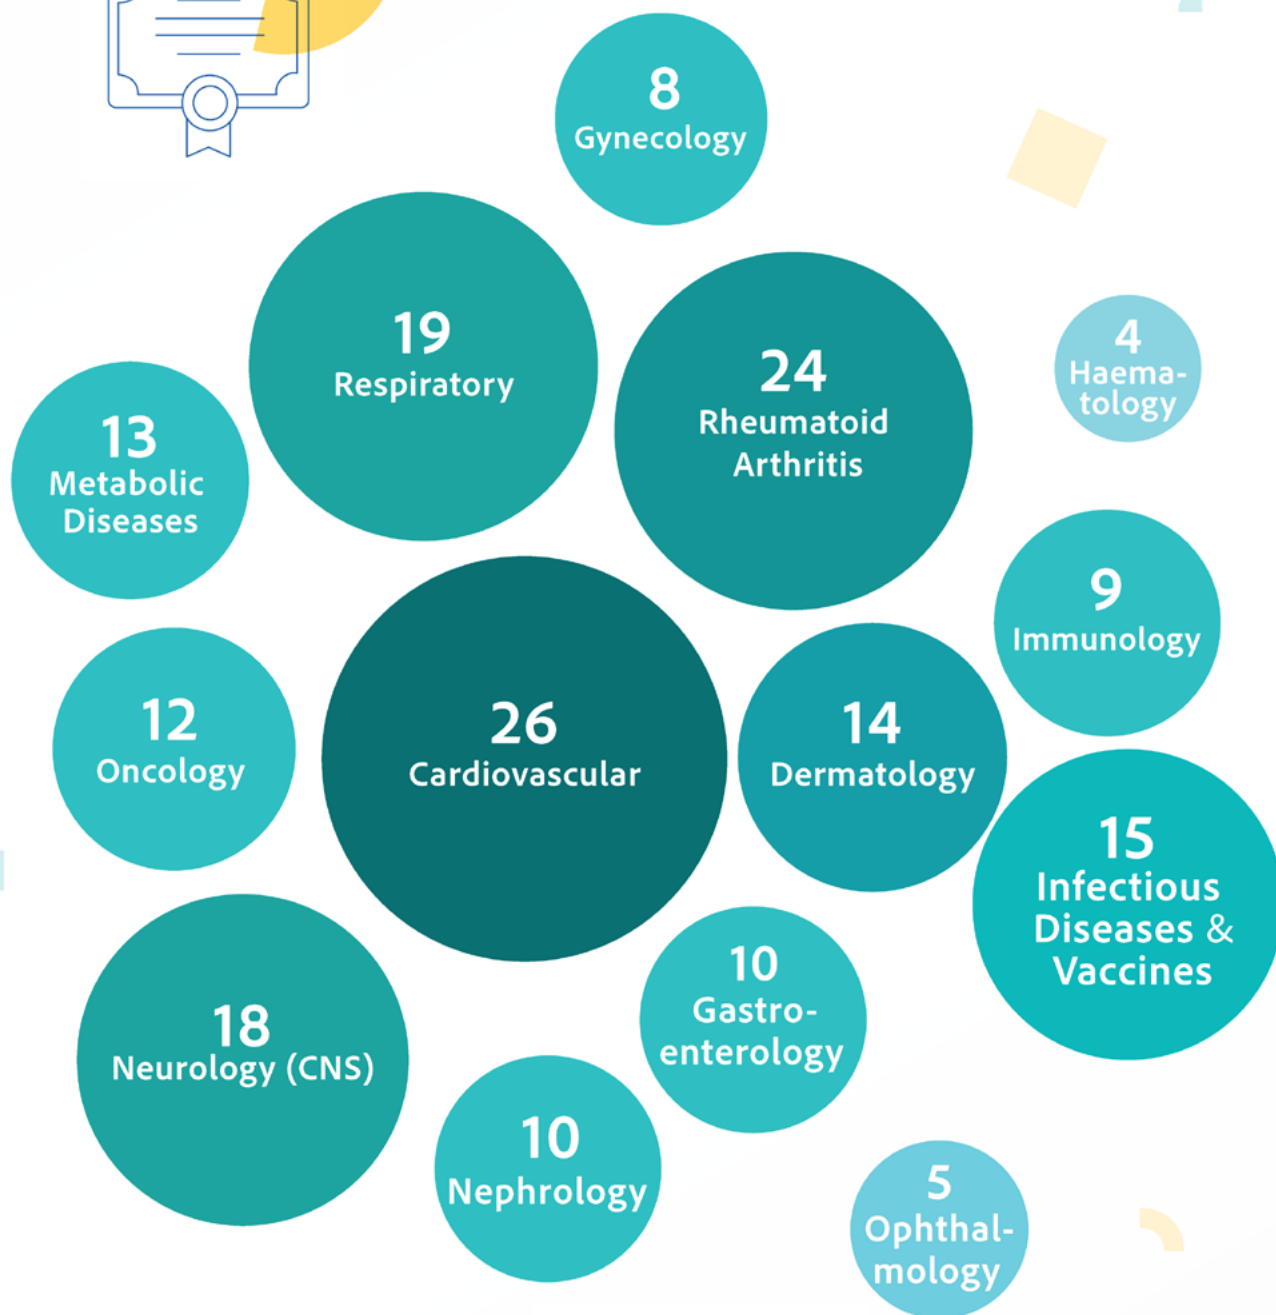 8
Gynecology
19
Respiratory
24
Rheumatoid
Arthritis
4
Haema-
tology
13
Metabolic
Diseases
9
Immunology
12
Oncology
26
Cardiovascular
14
Dermatology
15
Infectious
Diseases &
Vaccines
18
Neurology (CNS)
10
Gastro-
enterology
10
Nephrology
5
Ophthal-
mology